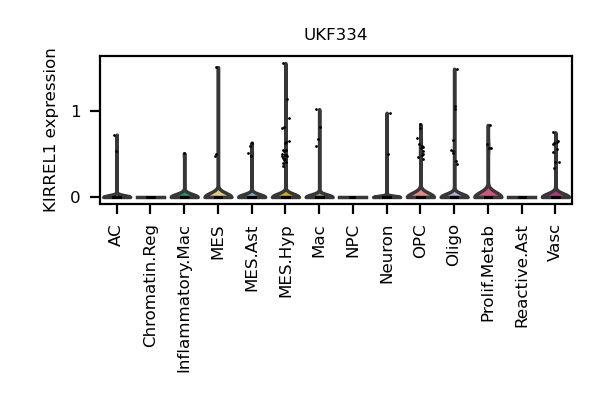 UKF334
KIRREL1 expression
1
0
AC
Chromatin.Reg
Inflammatory.Mac
MES
MES.Ast
MES.Hyp
Mac
NPC
Neuron
OPC
Oligo
Prolif.Metab
Reactive.Ast
Vasc